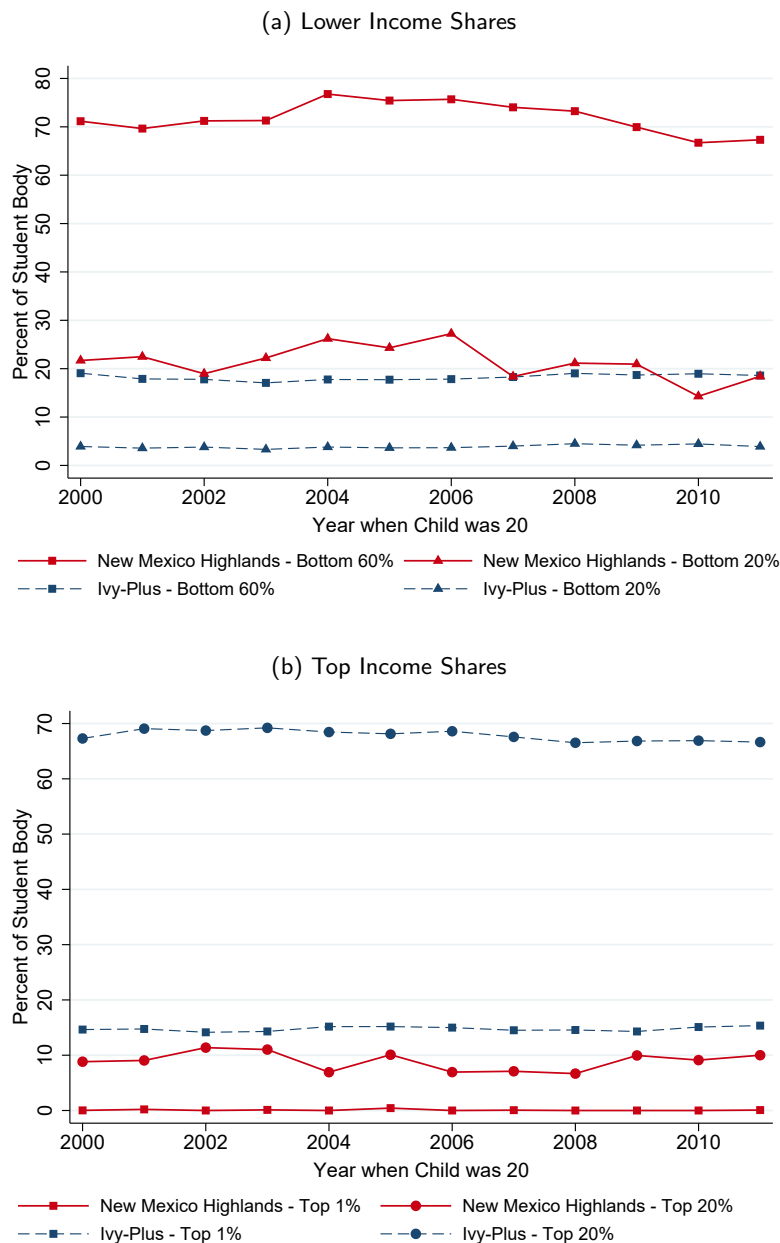 (a) Lower Income Shares
Percent of Student Body
80
70
60
50
40
30
20
10
0
2000 2002 2004 2006 2008 2010
Year when Child was 20
New Mexico Highlands - Bottom 60% New Mexico Highlands - Bottom 20%
Ivy-Plus - Bottom 60% Ivy-Plus - Bottom 20%
(b) Top Income Shares
Percent of Student Body
70
60
50
40
30
20
10
0
2000 2002 2004 2006 2008 2010
Year when Child was 20
New Mexico Highlands - Top 1% New Mexico Highlands - Top 20%
Ivy-Plus - Top 1% Ivy-Plus - Top 20%